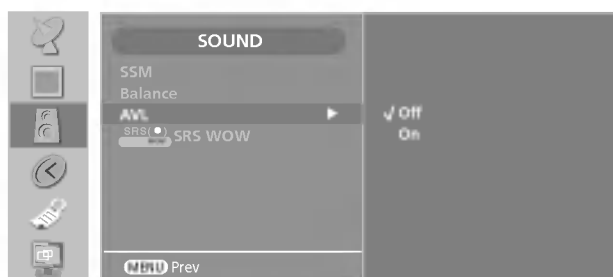 SOUND
SSM
Balance
AVL
Off
On
SRS(●) SRS WOW
MENU Prev